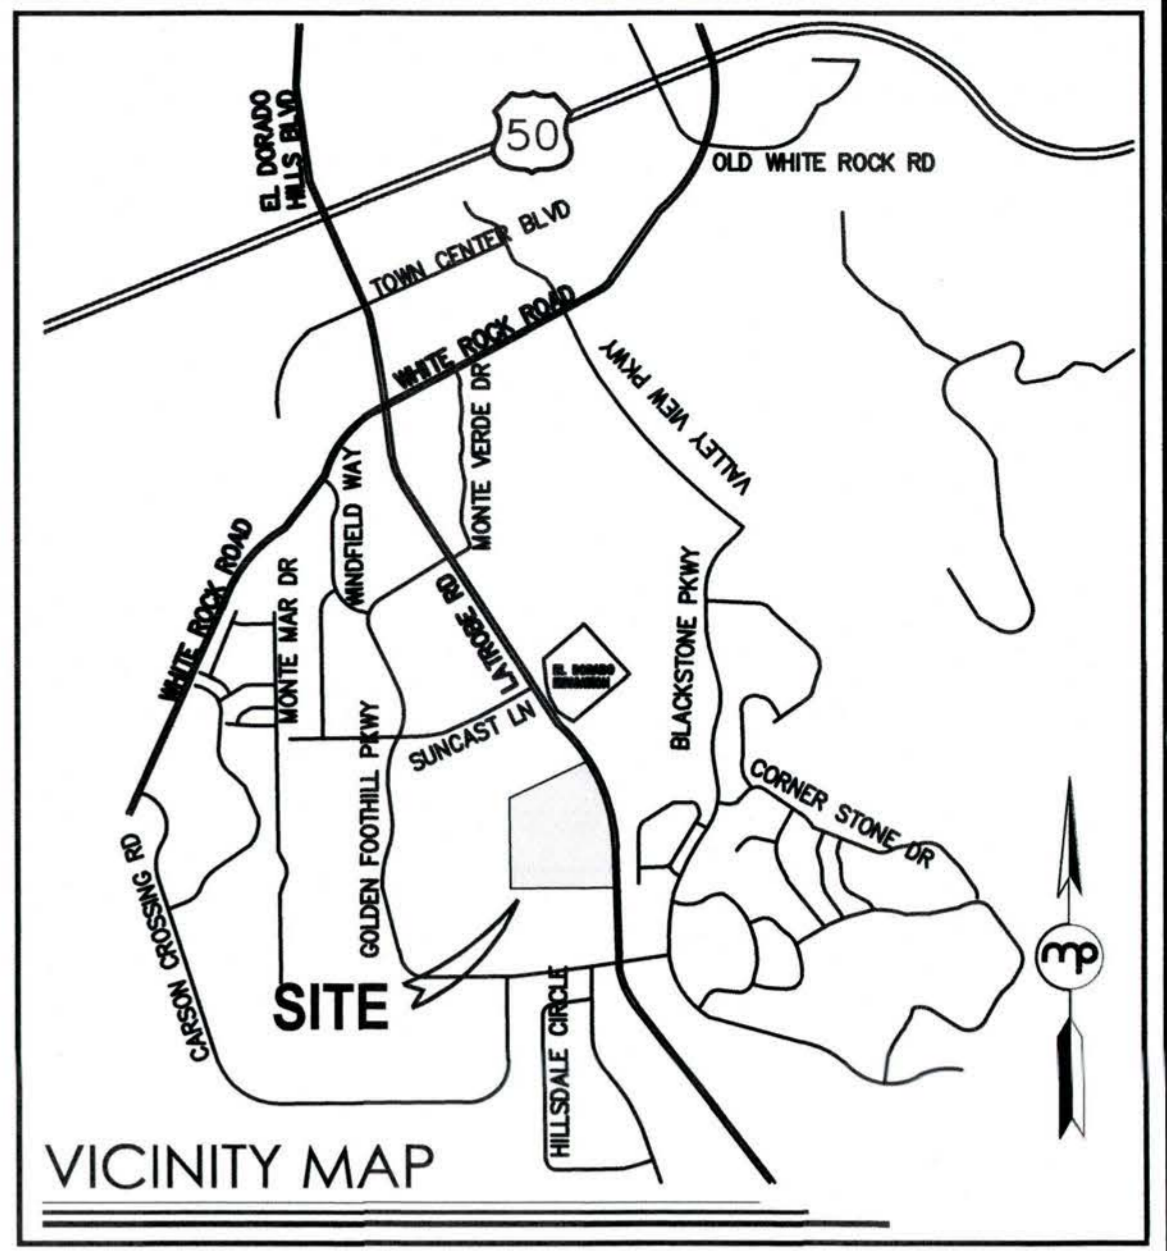 EL DORADO
HILLS BLVD
50
OLD WHITE ROCK RD
TOWN CENTER BLVD
WHITE ROCK ROAD
VALLEY VIEW PKWY
MONTE VERDE DR
WINDFIELD WAY
WHITE ROCK ROAD
MONTE MAR DR
LATROBE RD
EL DORADO
BLACKSTONE PKWY
SUNCAST LN
GOLDEN FOOTHILL PKWY
CORNER STONE DR
CARSON CROSSING RD
mp
SITE
HILLSDALE CIRCLE
VICINITY MAP